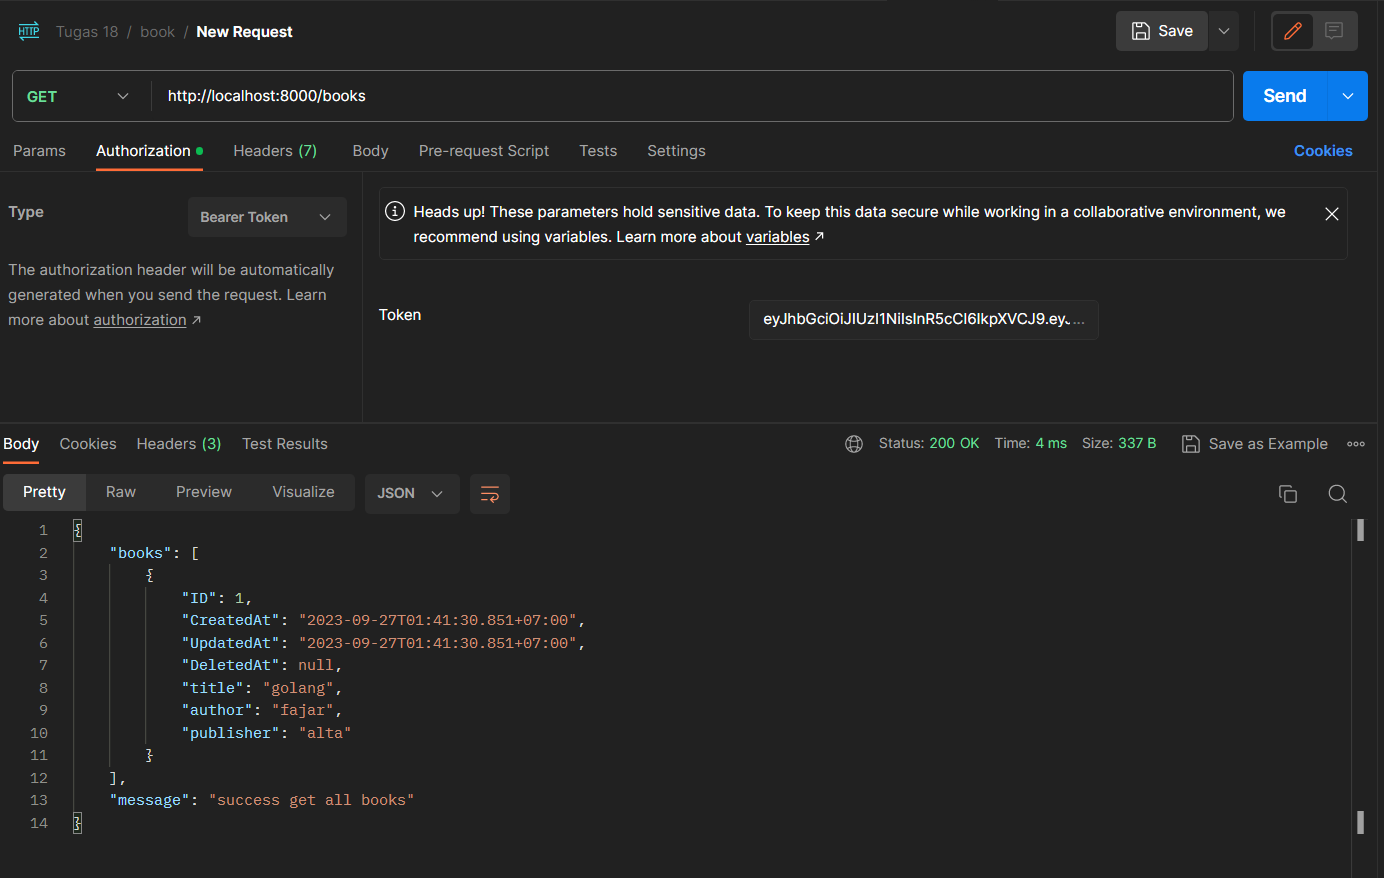 HTTP Tugas 18 / book / New Request Save
GET http://localhost:8000/books Send
Params Authorization Headers (7) Body Pre-request Script Tests Settings Cookies
Type Bearer Token
The authorization header will be automatically
generated when you send the request. Learn
more about authorization ↗
Heads up! These parameters hold sensitive data. To keep this data secure while working in a collaborative environment, we
recommend using variables. Learn more about variables ↗
Token eyJhbGciOiJIUzI1NiIsInR5cCI6IkpXVCJ9.eyJ...
Body Cookies Headers (3) Test Results Status: 200 OK Time: 4 ms Size: 337 B Save as Example
Pretty Raw Preview Visualize JSON
1 {
2 "books": [
3 {
4 "ID": 1,
5 "CreatedAt": "2023-09-27T01:41:30.851+07:00",
6 "UpdatedAt": "2023-09-27T01:41:30.851+07:00",
7 "DeletedAt": null,
8 "title": "golang",
9 "author": "fajar",
10 "publisher": "alta"
11 }
12 ],
13 "message": "success get all books"
14 }